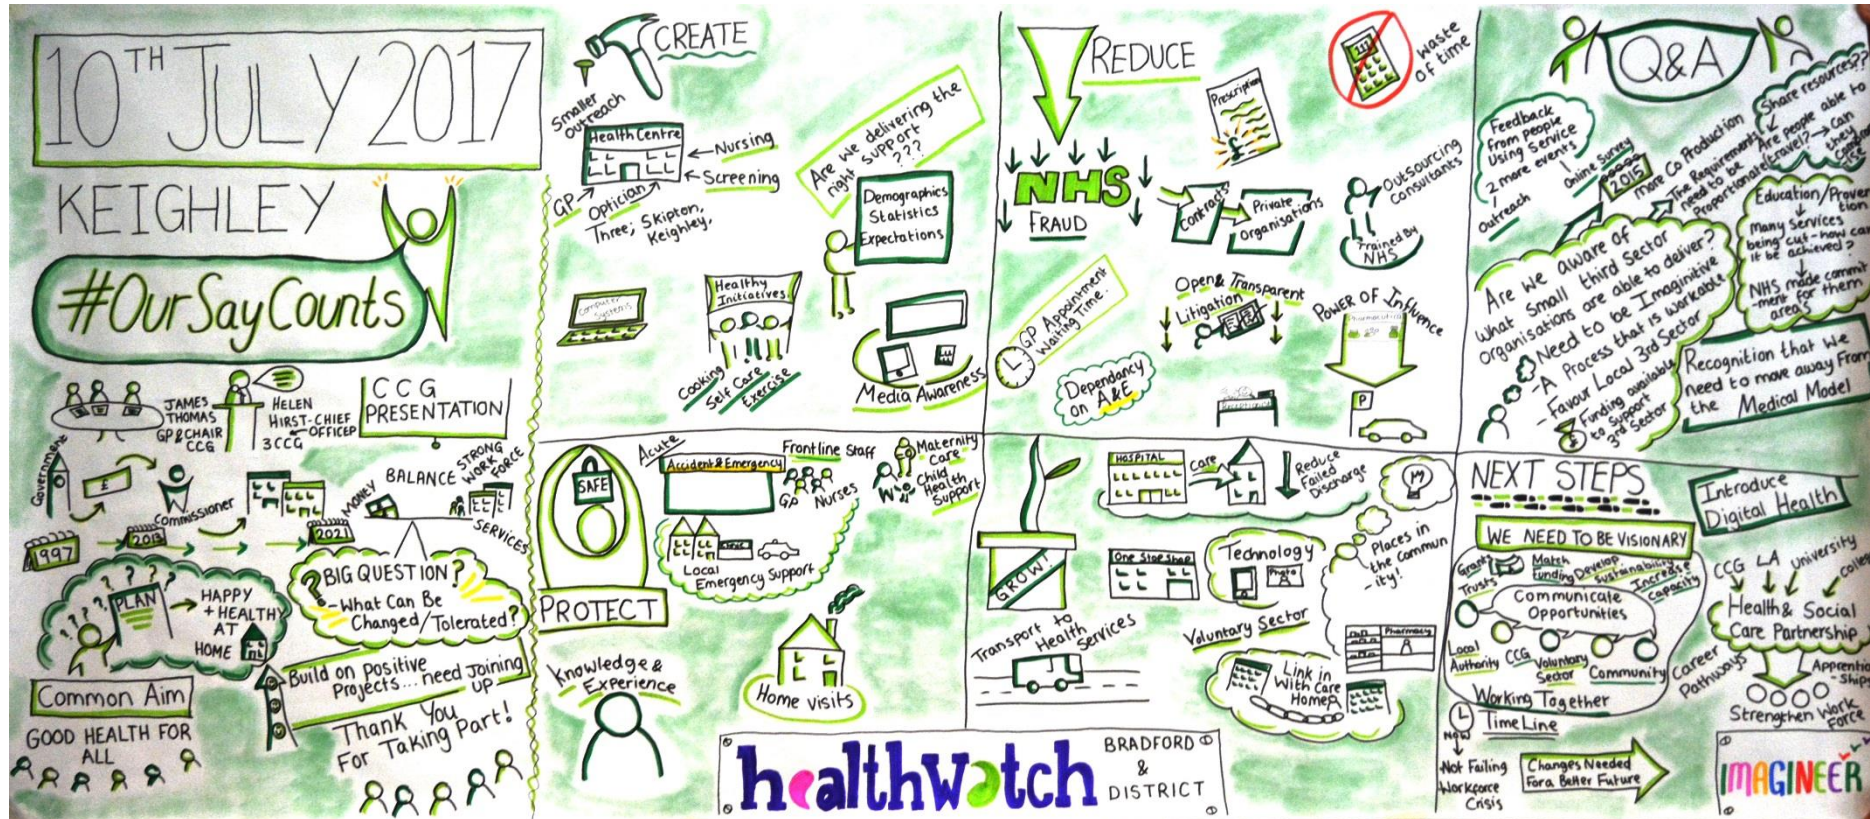 10TH JULY 2017
KEIGHLEY
#OurSayCounts
JAMES
THOMAS
GP & CHAIR
CCG
HELEN
HIRST-CHIEF
OFFICER
3CCG
CCG
PRESENTATION
Government
£
Commissioner
1997
2013
2021
MONEY
BALANCE
STRONG
WORK
FORCE
SERVICES
? ? ? ? ? ?
PLAN
HAPPY
+ HEALTHY
AT
HOME
? BIG QUESTION?
-What Can Be
Changed/Tolerated?
Common Aim
GOOD HEALTH FOR
ALL
Build on positive
Projects... need Joining
UP
Thank You
For Taking Part!
CREATE
Smaller
outreach
Health Centre
Nursing
Screening
GP
Optician
Three; Skipton,
Keighley,
Are we delivering the
right support
???
Demographics
Statistics
Expectations
Computer
Systems
Healthy
Initiatives
Cooking
Self Care
Exercise
Media Awareness
REDUCE
NHS
FRAUD
Prescription
£
111
Waste
of time
Contracts
Private
Organisations
Outsourcing
consultants
Trained By
NHS
GP Appointment
Waiting Time.
Open & Transparent
Litigation
Power of Influence
Dependancy
on A&E
P
Q&A
Feedback
From people
Using Service
2 more events
Outreach
Online Survey
2015
more Co Production
The Requirements
need to be
Proportionate
Share resources??
Are people able to
travel?
Can
they
Education/Preven
tion
Many Services
being cut-how can
it be achieved?
NHS made commit
-ment for them
areas
Are we aware of
What small third Sector
organisations are able to deliver?
Need to be Imaginitive
-A Process that is workable
-Favour Local 3rd Sector
Funding available
to support
3rd Sector
Recognition that We
need to move away From
the Medical Model
PROTECT
SAFE
Acute
Accident & Emergency
Frontline Staff
GP
Nurses
Maternity
Care
Child
Health
Support
Local
Emergency Support
Knowledge &
Experience
Home visits
GROW!
HOSPITAL
Care
Reduce
Failed
Discharge
One Stop Shop
Technology
Photo
Places in
the commun
-ity!
Transport to
Health
Services
Voluntary Sector
Link in
With Care
Homes
Pharmacy
healthwatch
BRADFORD
&
DISTRICT
NEXT STEPS
WE NEED TO BE VISIONARY
Grants
Trusts
Match
Funding
Develop
sustainability
Increase
capacity
Communicate
Opportunities
Local
Authority
CCG
Voluntary
Sector
Community
Working Together
Time Line
Now
Not Failing
Workforce
Crisis
Changes Needed
For a Better Future
Introduce
Digital Health
CCG LA University
Health & Social
Care Partnership
Career
Pathways
Apprentic
-ships
Strengthen Work
Force
IMAGINEER